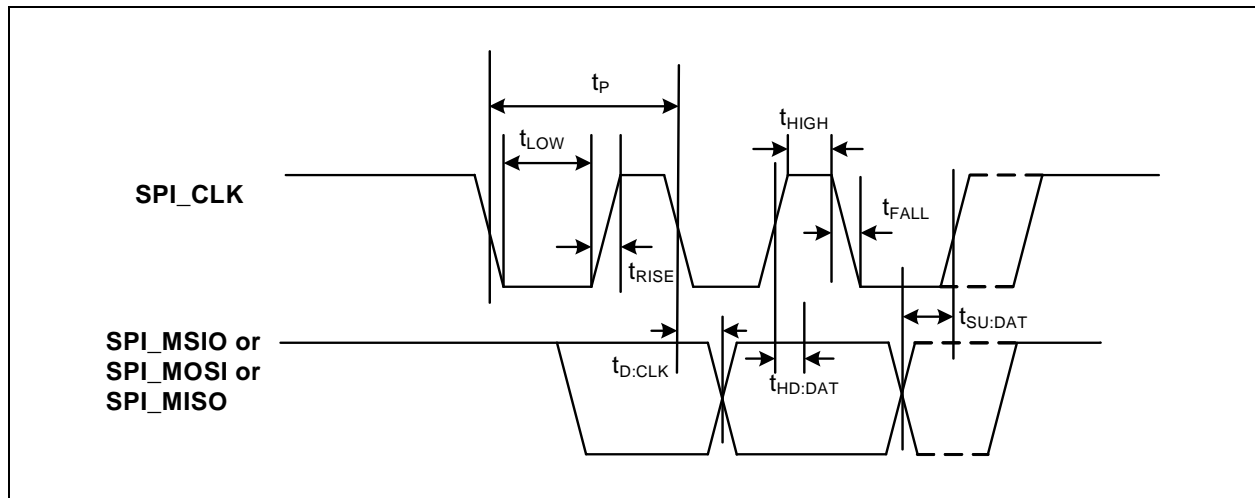 tP
tHIGH
tLOW
SPI_CLK
tFALL
tRISE
tSU:DAT
SPI_MSIO or
SPI_MOSI or
SPI_MISO
tD:CLK
tHD:DAT